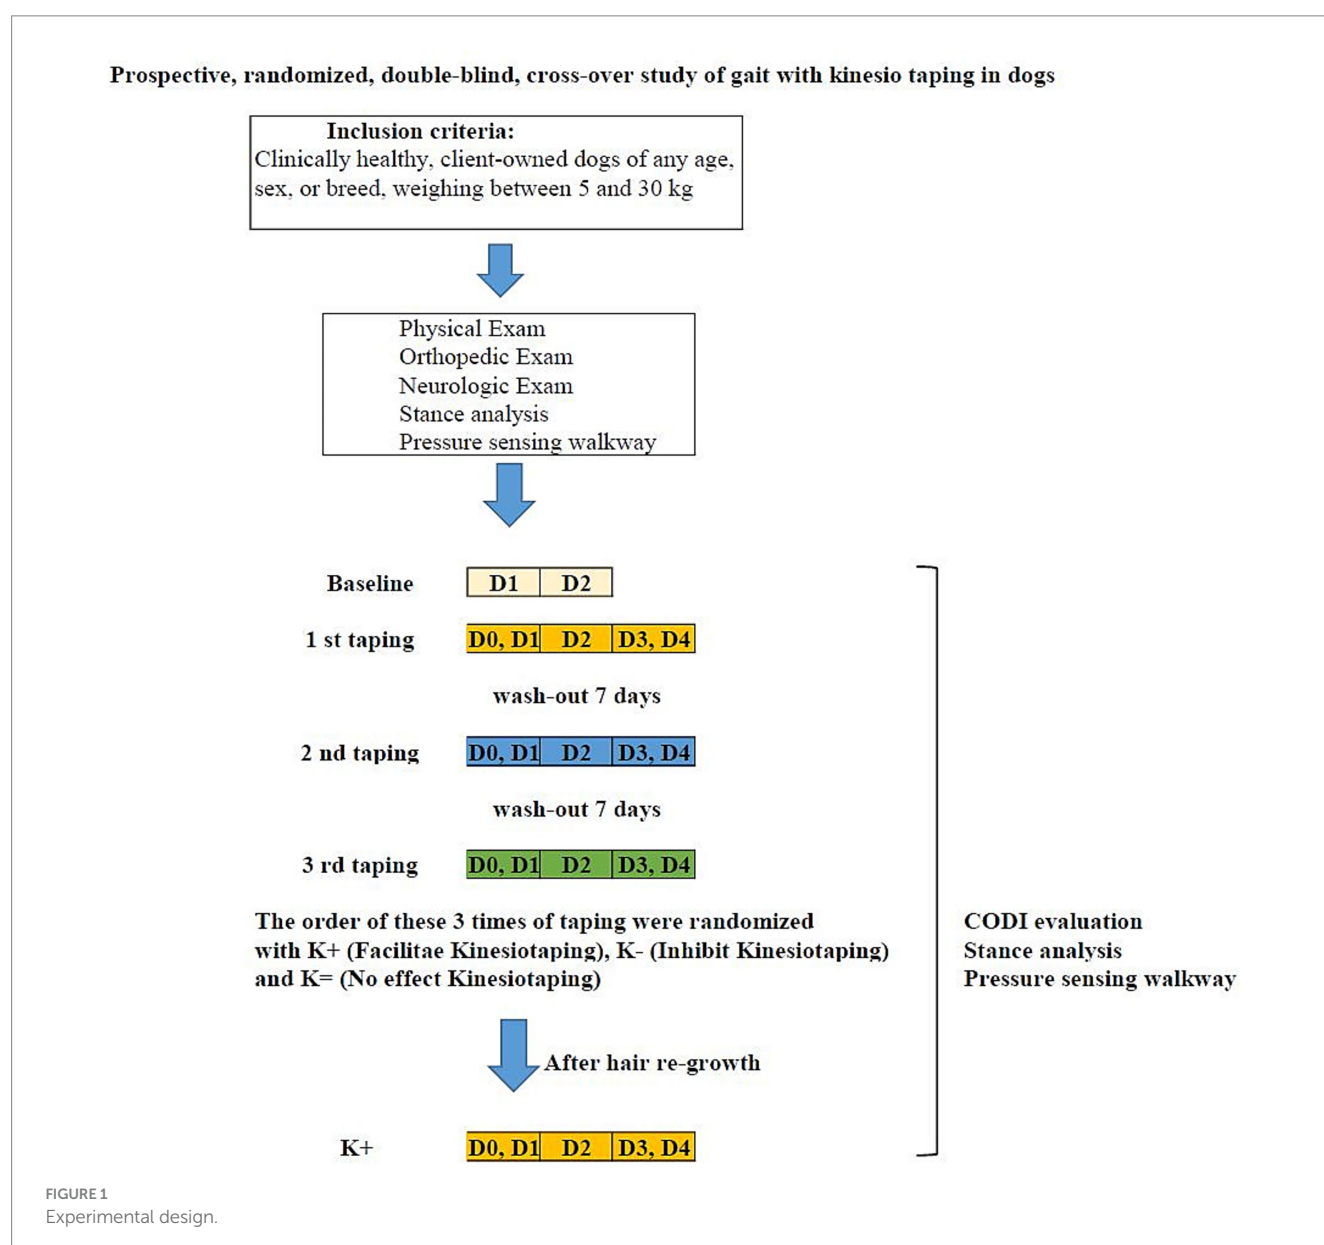 Prospective, randomized, double-blind, cross-over study of gait with kinesio taping in dogs
Inclusion criteria:
Clinically healthy, client-owned dogs of any age,
sex, or breed, weighing between 5 and 30 kg
Physical Exam
Orthopedic Exam
Neurologic Exam
Stance analysis
Pressure sensing walkway
Baseline D1 D2
1 st taping D0, D1 D2 D3, D4
wash-out 7 days
2 nd taping D0, D1 D2 D3, D4
wash-out 7 days
3 rd taping D0, D1 D2 D3, D4
The order of these 3 times of taping were randomized
with K+ (Facilitae Kinesiotaping), K- (Inhibit Kinesiotaping)
and K= (No effect Kinesiotaping)
CODI evaluation
Stance analysis
Pressure sensing walkway
After hair re-growth
K+ D0, D1 D2 D3, D4
FIGURE 1
Experimental design.